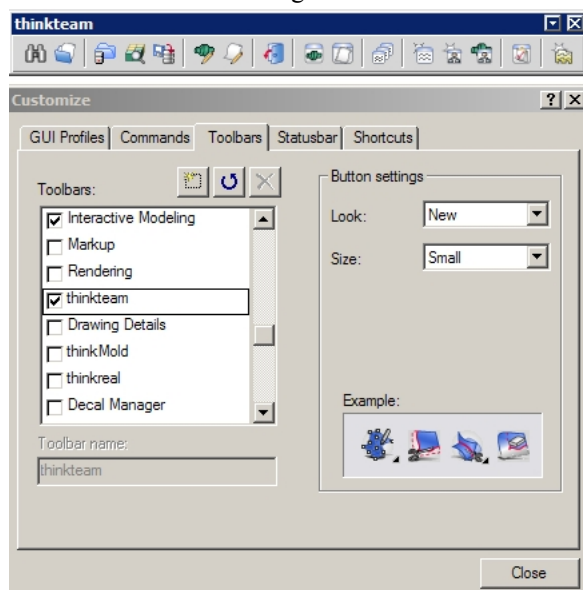 thinkteam
Customize
GUI Profiles Commands Toolbars Statusbar Shortcuts
Toolbars:
Interactive Modeling
Markup
Rendering
thinkteam
Drawing Details
thinkMold
thinkreal
Decal Manager
Toolbar name:
thinkteam
Button settings
Look: New
Size: Small
Example:
Close